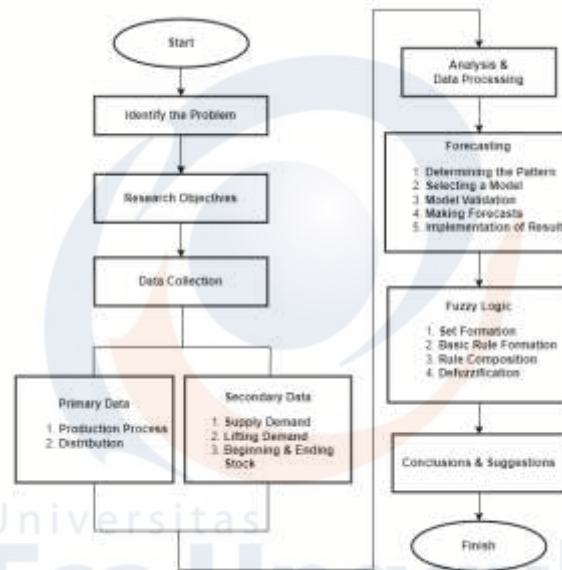 Start
Identify the Problem
Research Objectives
Data Collection
Primary Data
1. Production Process
2. Distribution
Secondary Data
1. Supply Demand
2. Lifting Demand
3. Beginning & Ending
Stock
Analysis &
Data Processing
Forecasting
1. Determining the Pattern
2. Selecting a Model
3. Model Validation
4. Making Forecasts
5. Implementation of Result
Fuzzy Logic
1. Set Formation
2. Basic Rule Formation
3. Rule Composition
4. Defuzzification
Conclusions & Suggestions
Finish
Universitas